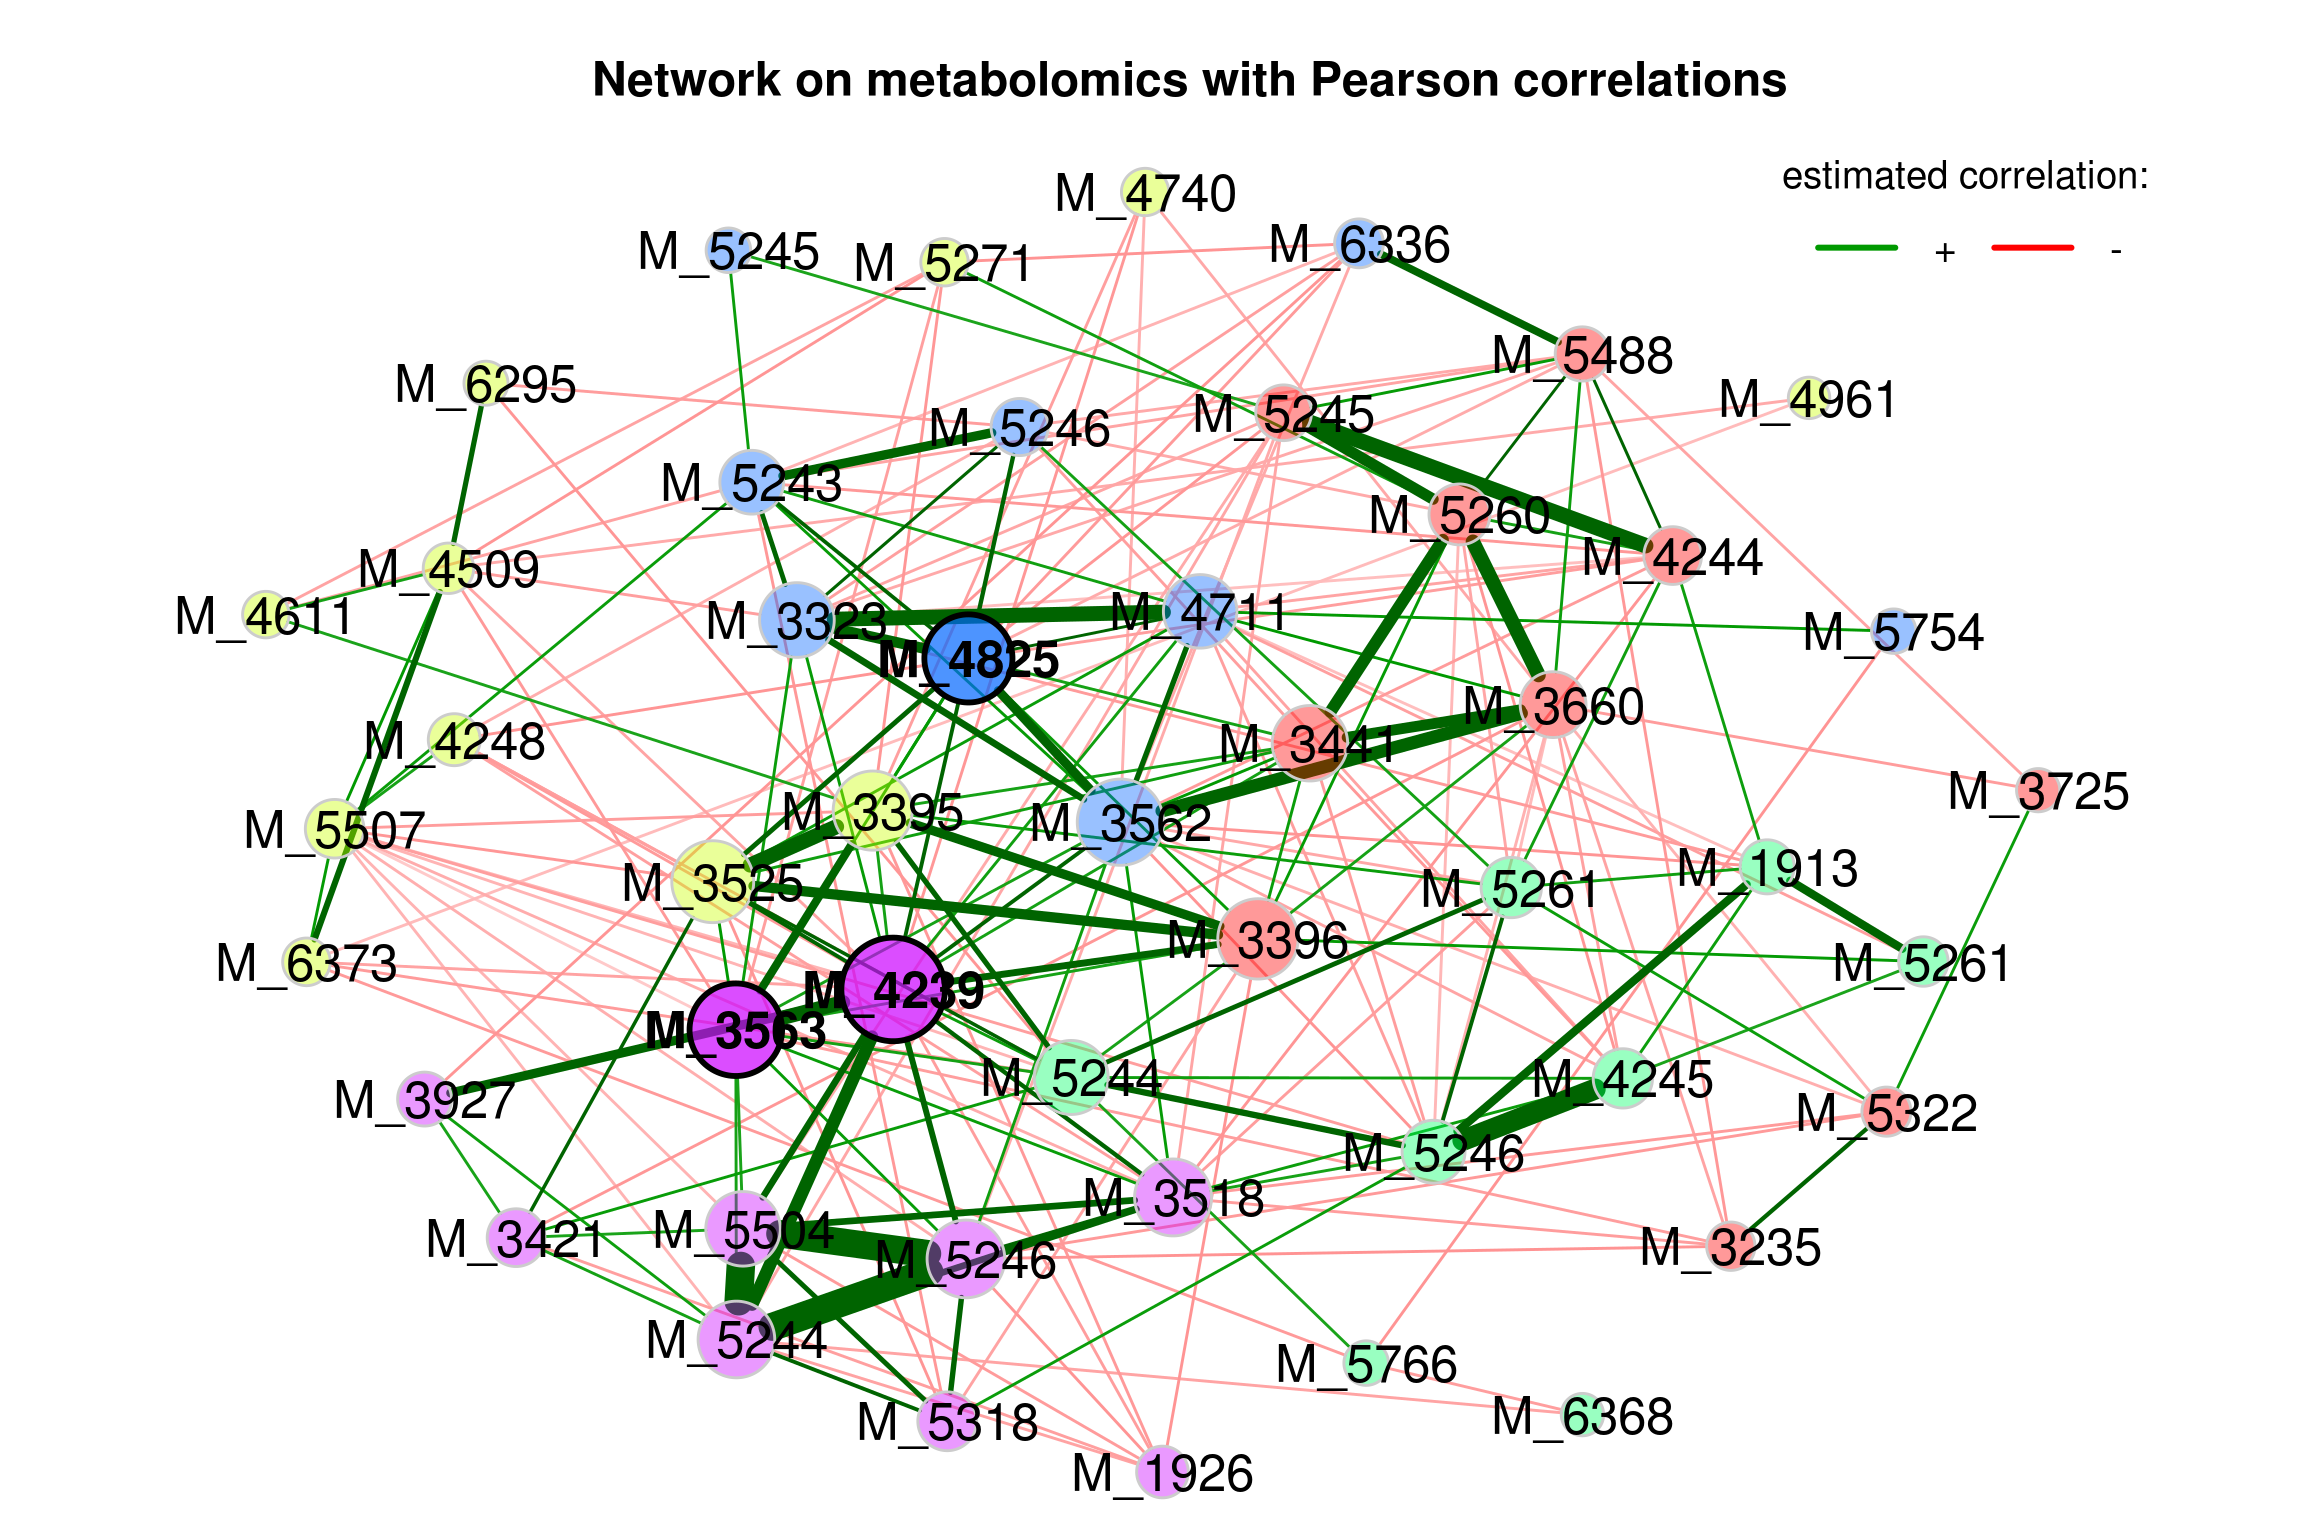 Network on metabolomics with Pearson correlations
estimated correlation:
+ -
M_4740
M_5245
M_5271
M_6336
M_5488
M_6295
M_4961
M_5246
M_5245
M_5243
M_5260
M_4244
M_4509
M_4611
M_3323
M_4711
M_5754
M_4825
M_3660
M_4248
M_3441
M_3725
M_5507
M_3395
M_3562
M_3525
M_5261
M_1913
M_3396
M_6373
M_5261
M_4239
M_3563
M_3927
M_5244
M_4245
M_5322
M_5246
M_3518
M_3421
M_5504
M_5246
M_3235
M_5244
M_5766
M_5318
M_6368
M_1926